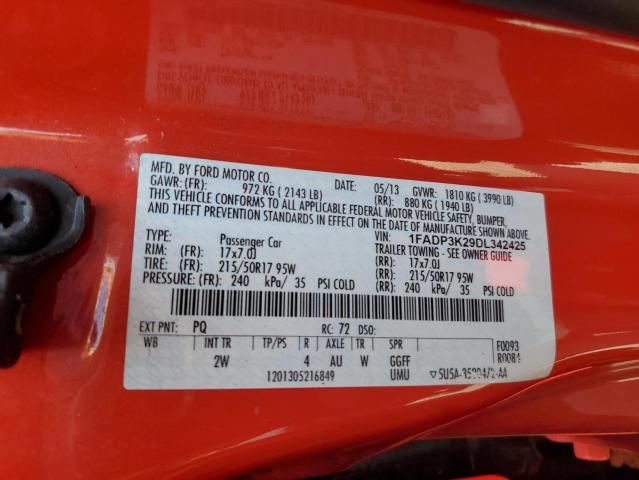 MFD. BY FORD MOTOR CO.
DATE: 05/13 GVWR: 1810 KG ( 3990 LB)
GAWR: (FR): 972 KG ( 2143 LB) (RR): 880 KG ( 1940 LB)
THIS VEHICLE CONFORMS TO ALL APPLICABLE FEDERAL MOTOR VEHICLE SAFETY, BUMPER,
AND THEFT PREVENTION STANDARDS IN EFFECT ON THE DATE OF MANUFACTURE SHOWN ABOVE.
VIN: 1FADP3K29DL342425
TYPE: Passenger Car TRAILER TOWING - SEE OWNER GUIDE
RIM: (FR): 17x7.0J (RR): 17x7.0J
TIRE: (FR): 215/50R17 95W (RR): 215/50R17 95W
PRESSURE: (FR): 240 kPa/ 35 PSI COLD (RR): 240 kPa/ 35 PSI COLD
EXT PNT: PQ RC: 72 DSO:
WB INT TR TP/PS R AXLE TR SPR F0093
2W 4 AU W GGFF
1201305216849 UMU